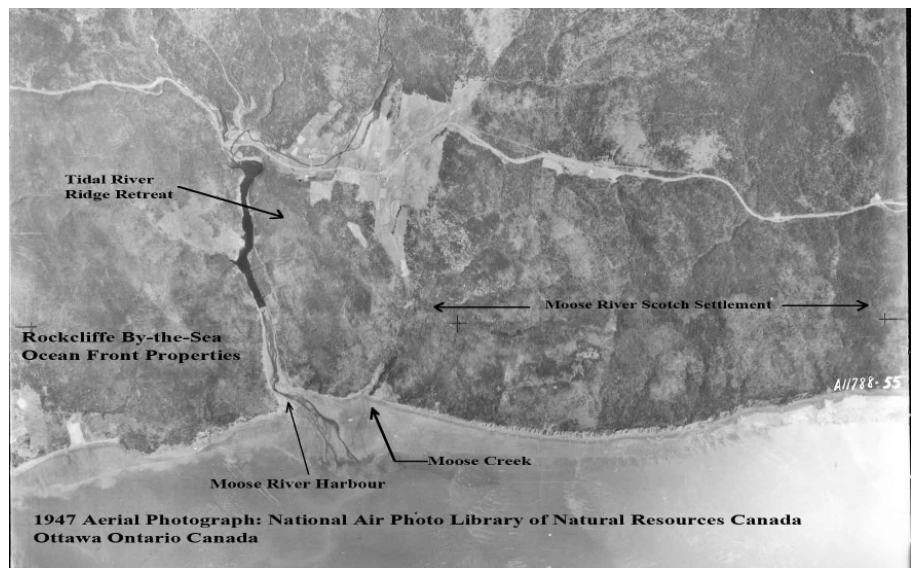 Tidal River
Ridge Retreat
Moose River Scotch Settlement
Rockcliffe By-the-Sea
Ocean Front Properties
A11788-55
Moose Creek
Moose River Harbour
1947 Aerial Photograph: National Air Photo Library of Natural Resources Canada
Ottawa Ontario Canada